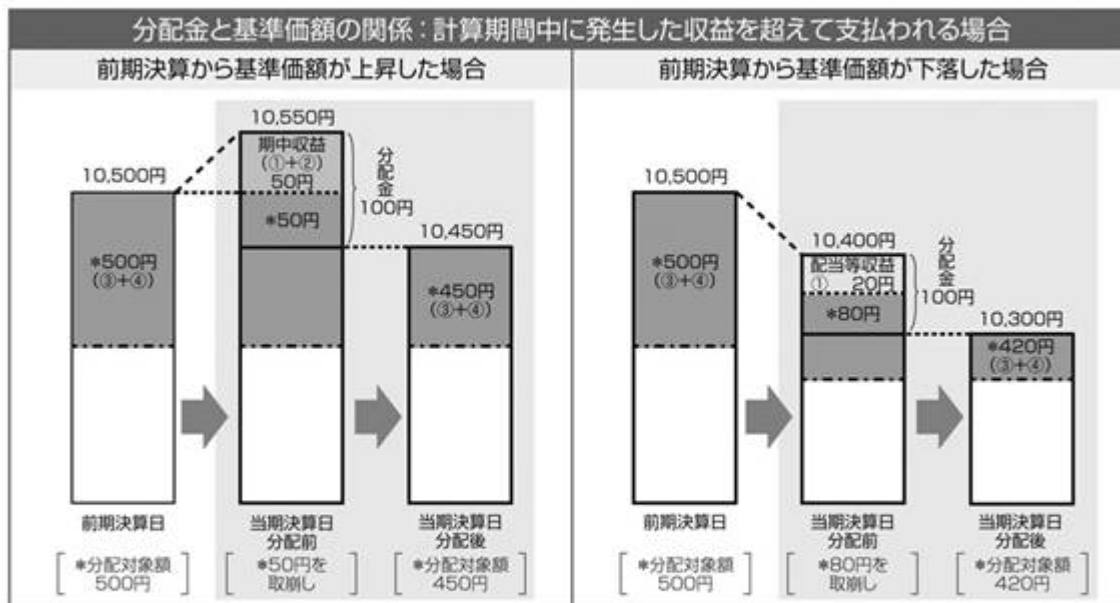 分配金と基準価額の関係：計算期間中に発生した収益を超えて支払われる場合
前期決算から基準価額が上昇した場合
10,550円
期中収益
(①+②)
50円
分配金
100円
10,500円
*50円
10,450円
*500円
(③+④)
*450円
(③+④)
前期決算日
当期決算日
分配前
当期決算日
分配後
*分配対象額
500円
*50円を
取崩し
*分配対象額
450円
前期決算から基準価額が下落した場合
10,500円
10,400円
配当等収益
① 20円
分配金
100円
*500円
(③+④)
*80円
10,300円
*420円
(③+④)
前期決算日
当期決算日
分配前
当期決算日
分配後
*分配対象額
500円
*80円を
取崩し
*分配対象額
420円